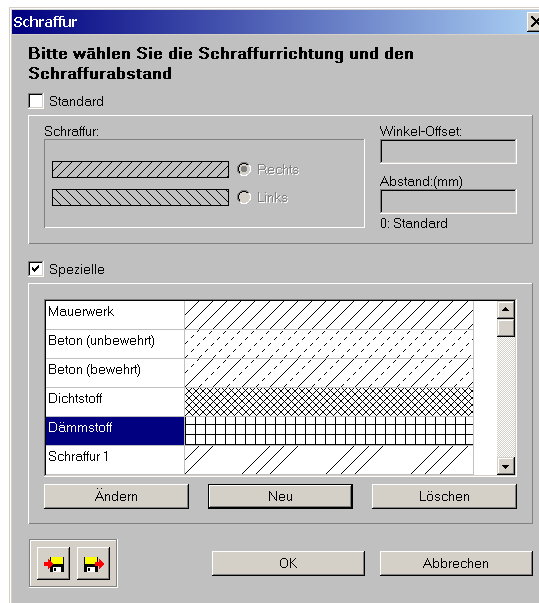 Schraffur
Bitte wählen Sie die Schraffurrichtung und den
Schraffurabstand
Standard
Schraffur:
Rechts
Links
Winkel-Offset:
Abstand:(mm)
0: Standard
Spezielle
Mauerwerk
Beton (unbewehrt)
Beton (bewehrt)
Dichtstoff
Dämmstoff
Schraffur 1
Ändern
Neu
Löschen
OK
Abbrechen